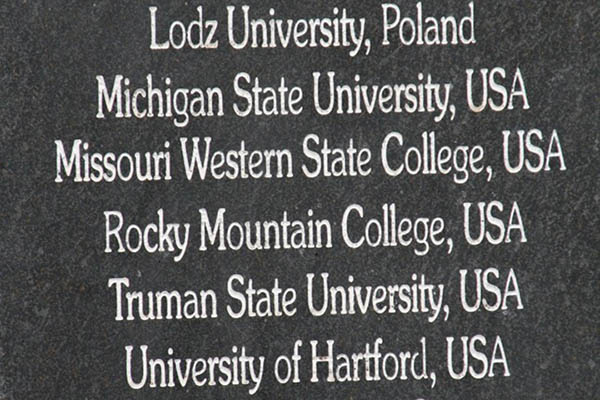 Lodz University, Poland
Michigan State University, USA
Missouri Western State College, USA
Rocky Mountain College, USA
Truman State University, USA
University of Hartford, USA